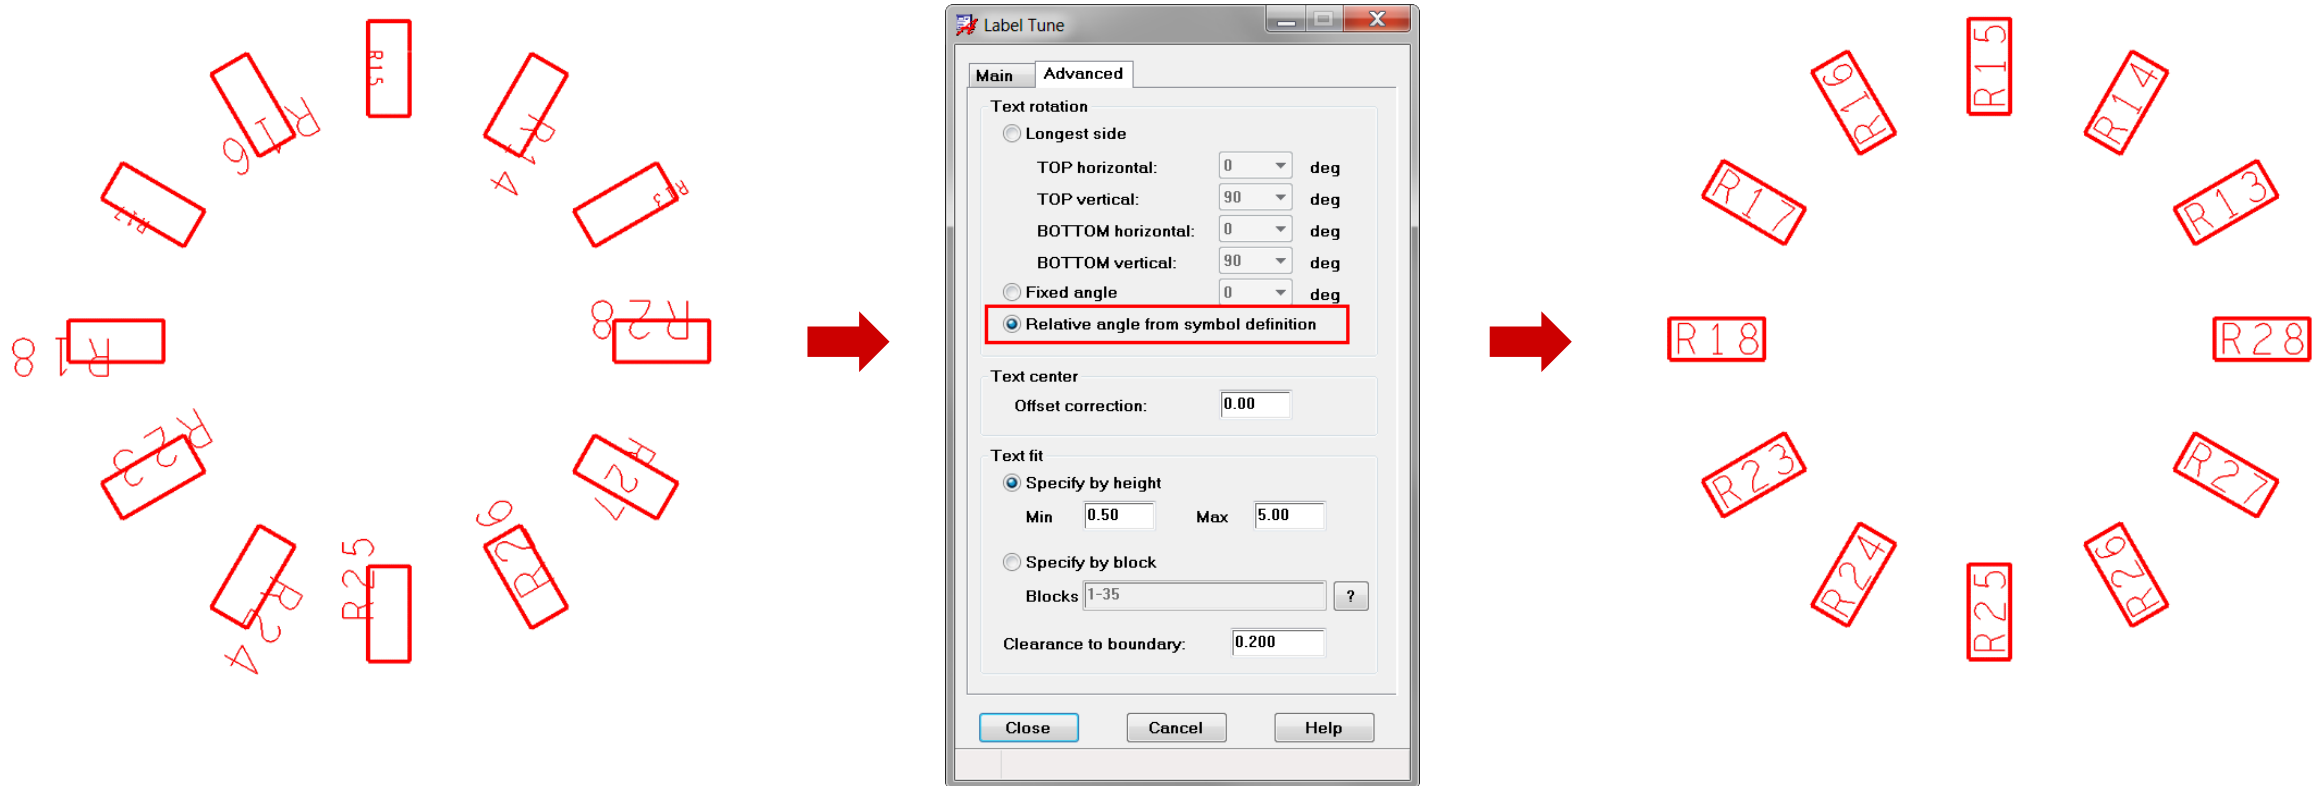 R15
R16
R14
R17
R13
R18
R28
R23
R27
R24
R25
R26
Label Tune
Main Advanced
Text rotation
Longest side
TOP horizontal: 0 deg
TOP vertical: 90 deg
BOTTOM horizontal: 0 deg
BOTTOM vertical: 90 deg
Fixed angle 0 deg
Relative angle from symbol definition
Text center
Offset correction: 0.00
Text fit
Specify by height
Min 0.50 Max 5.00
Specify by block
Blocks 1-35 ?
Clearance to boundary: 0.200
Close Cancel Help
R15
R16
R14
R17
R13
R18
R28
R23
R27
R24
R25
R26